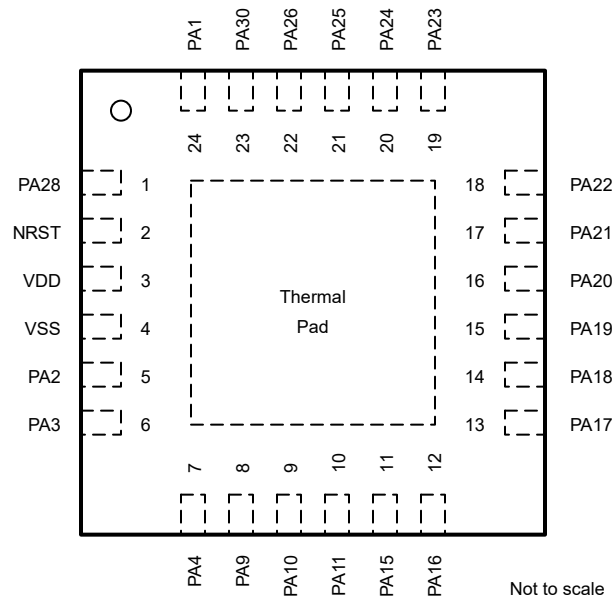 PA1 PA30 PA26 PA25 PA24 PA23
24 23 22 21 20 19
PA28 1 18 PA22
NRST 2 17 PA21
VDD 3 16 PA20
Thermal
Pad
VSS 4 15 PA19
PA2 5 14 PA18
PA3 6 13 PA17
7 8 9 10 11 12
PA4 PA9 PA10 PA11 PA15 PA16
Not to scale